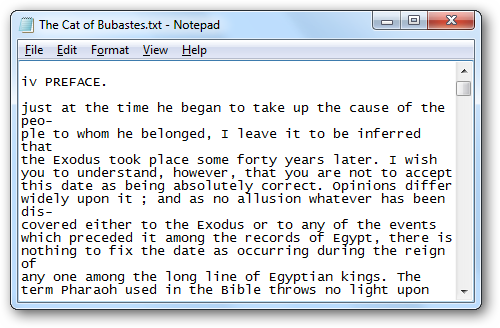 The Cat of Bubastes.txt - Notepad
File Edit Format View Help
iv PREFACE.
just at the time he began to take up the cause of the
peo-
ple to whom he belonged, I leave it to be inferred
that
the Exodus took place some forty years later. I wish
you to understand, however, that you are not to accept
this date as being absolutely correct. Opinions differ
widely upon it ; and as no allusion whatever has been
dis-
covered either to the Exodus or to any of the events
which preceded it among the records of Egypt, there is
nothing to fix the date as occurring during the reign
of
any one among the long line of Egyptian kings. The
term Pharaoh used in the Bible throws no light upon